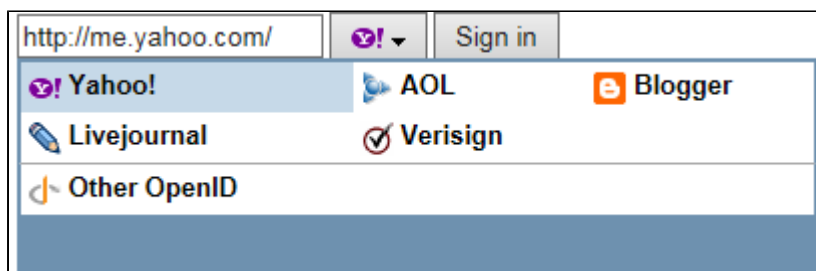 http://me.yahoo.com/ Y! Sign in
Y! Yahoo! AOL Blogger
Livejournal Verisign
Other OpenID